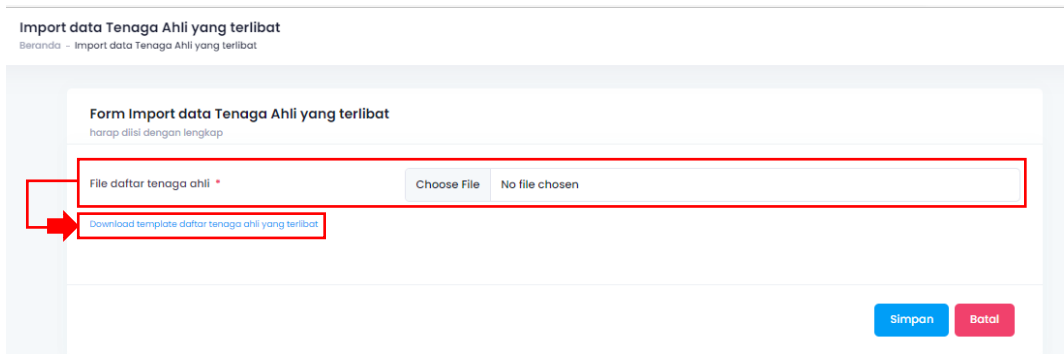 Import data Tenaga Ahli yang terlibat
Beranda - Import data Tenaga Ahli yang terlibat
Form Import data Tenaga Ahli yang terlibat
harap diisi dengan lengkap
File daftar tenaga ahli * Choose File No file chosen
Download template daftar tenaga ahli yang terlibat
Simpan Batal